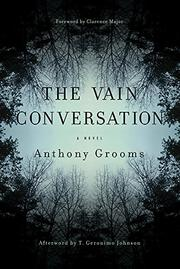 Foreword by Clarence Major
THE VAIN
CONVERSATION
A NOVEL
Anthony Grooms
Afterword by T. Geronimo Johnson